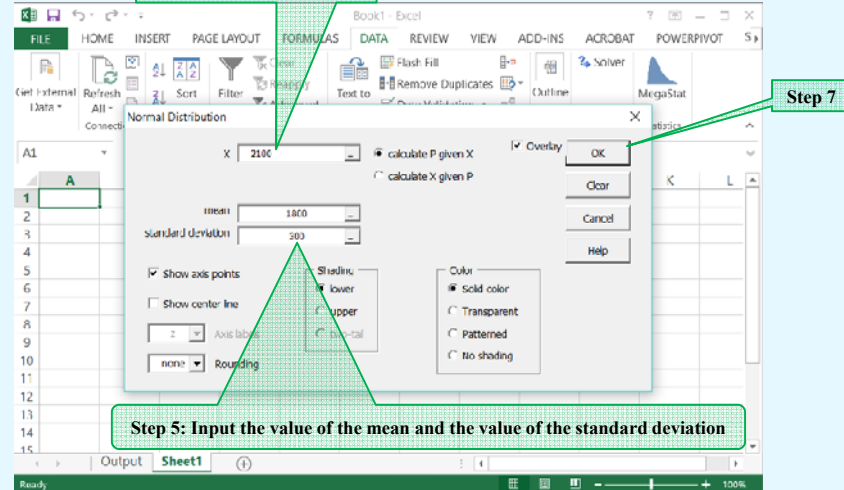 Book1 - Excel
FILE HOME INSERT PAGE LAYOUT FORMULAS DATA REVIEW VIEW ADD-INS ACROBAT POWERPIVOT S
Clear Flash Fill Solver
Get External Refresh Sort Filter Reapply Text to Remove Duplicates Outline MegaStat
Data All Advanced Data Validation
Step 7
Normal Distribution
A1
X 2100 calculate P given X Overlay OK
calculate X given P Clear
A K L
mean 1800 Cancel
standard deviation 300
Help
Show axis points Shading Color
lower Solid color
Show center line upper Transparent
z Axis labels two-tail Patterned
none Rounding No shading
1
2
3
4
5
6
7
8
9
10
11
12
13
14
15
Step 5: Input the value of the mean and the value of the standard deviation
Output Sheet1
Ready 100%